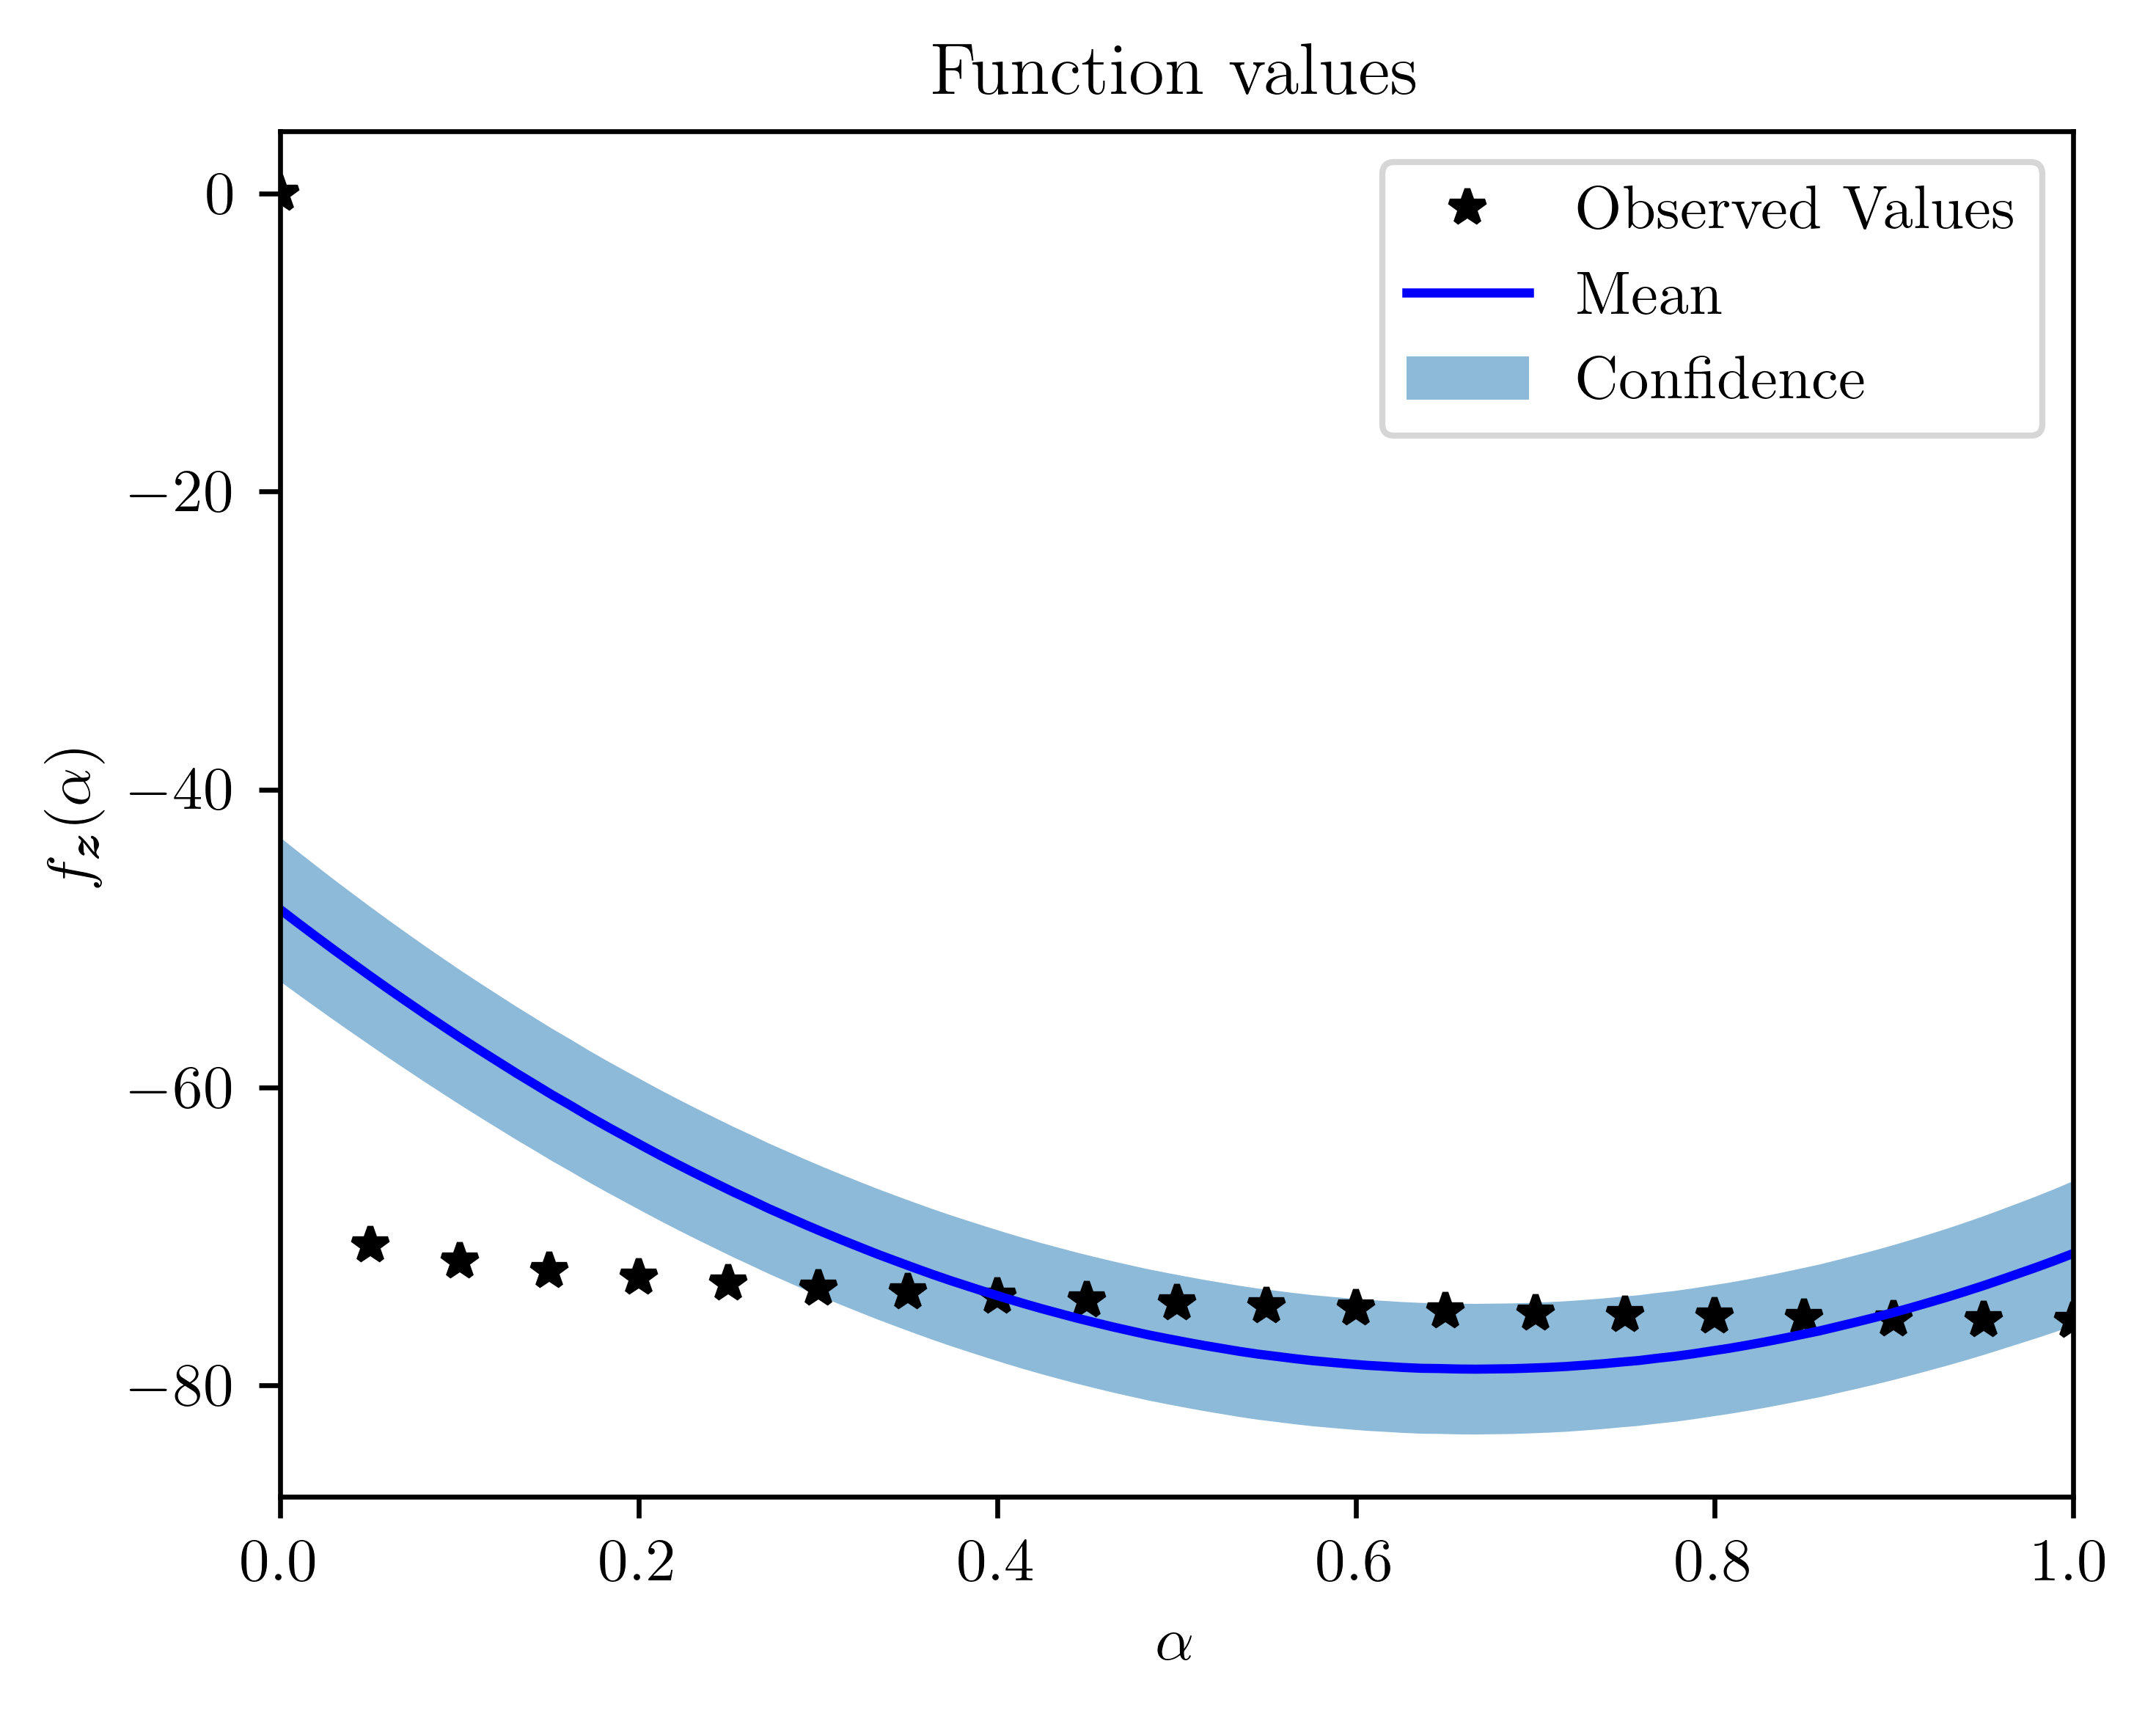 Function values
Observed Values
Mean
Confidence
0
−20
−40
−60
−80
f_z(α)
0.0 0.2 0.4 0.6 0.8 1.0
α